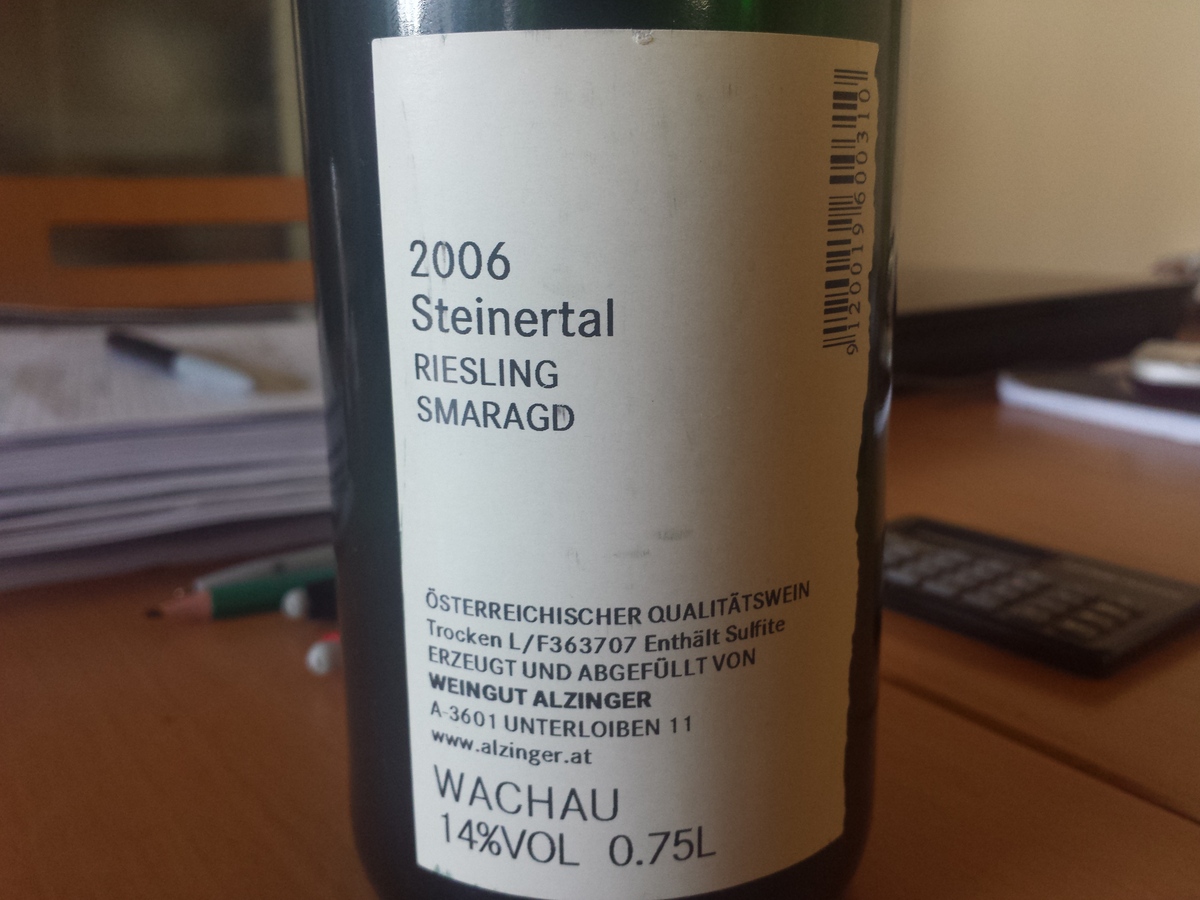 2006
Steinertal
RIESLING
SMARAGD
ÖSTERREICHISCHER QUALITÄTSWEIN
Trocken L/F363707 Enthält Sulfite
ERZEUGT UND ABGEFÜLLT VON
WEINGUT ALZINGER
A-3601 UNTERLOIBEN 11
www.alzinger.at
WACHAU
14%VOL 0.75L
9120019600310